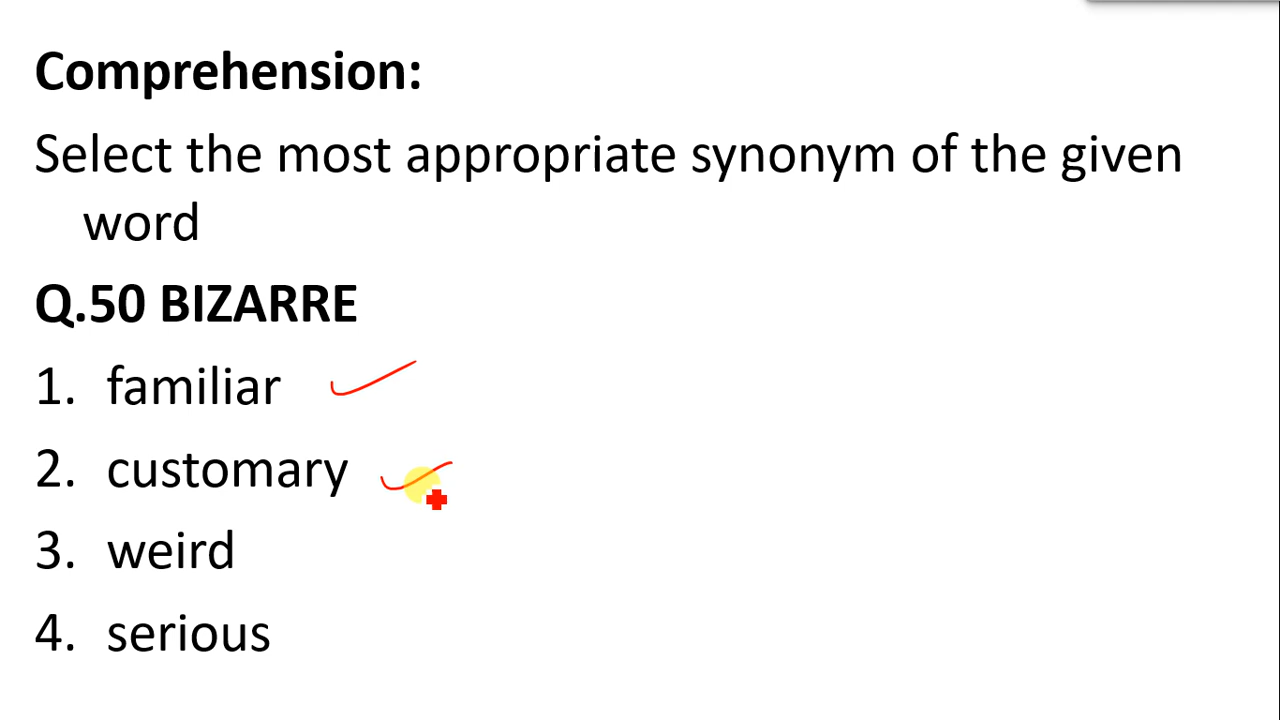 Comprehension:
Select the most appropriate synonym of the given
word
Q.50 BIZARRE
1. familiar
2. customary
3. weird
4. serious